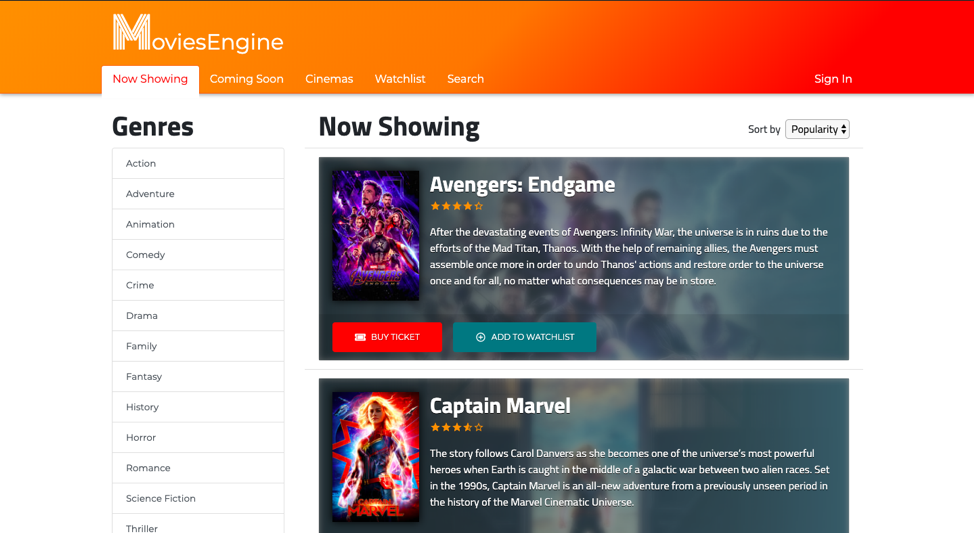 MoviesEngine
Now Showing
Coming Soon
Cinemas
Watchlist
Search
Sign In
Genres
Action
Adventure
Animation
Comedy
Crime
Drama
Family
Fantasy
History
Horror
Romance
Science Fiction
Thriller
Now Showing
Sort by
Popularity
Avengers: Endgame
After the devastating events of Avengers: Infinity War, the universe is in ruins due to the
efforts of the Mad Titan, Thanos. With the help of remaining allies, the Avengers must
assemble once more in order to undo Thanos' actions and restore order to the universe
once and for all, no matter what consequences may be in store.
AVENGERS
ENDGAME
BUY TICKET
ADD TO WATCHLIST
Captain Marvel
The story follows Carol Danvers as she becomes one of the universe's most powerful
heroes when Earth is caught in the middle of a galactic war between two alien races. Set
in the 1990s, Captain Marvel is an all-new adventure from a previously unseen period in
the history of the Marvel Cinematic Universe.
CAPTAIN
MARVEL